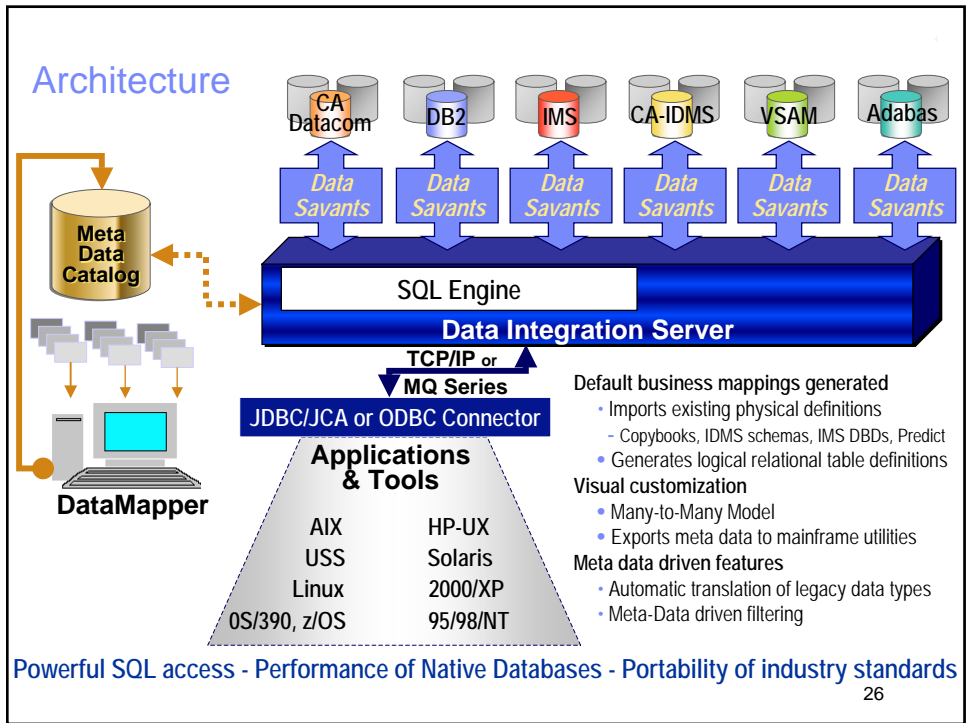 Architecture
CA
Datacom
DB2
IMS
CA-IDMS
VSAM
Adabas
Data
Savants
Data
Savants
Data
Savants
Data
Savants
Data
Savants
Data
Savants
Meta
Data
Catalog
SQL Engine
Data Integration Server
TCP/IP or
MQ Series
JDBC/JCA or ODBC Connector
Applications
& Tools
AIX HP-UX
USS Solaris
Linux 2000/XP
0S/390, z/OS 95/98/NT
DataMapper
Default business mappings generated
• Imports existing physical definitions
- Copybooks, IDMS schemas, IMS DBDs, Predict
• Generates logical relational table definitions
Visual customization
• Many-to-Many Model
• Exports meta data to mainframe utilities
Meta data driven features
• Automatic translation of legacy data types
• Meta-Data driven filtering
Powerful SQL access - Performance of Native Databases - Portability of industry standards
26